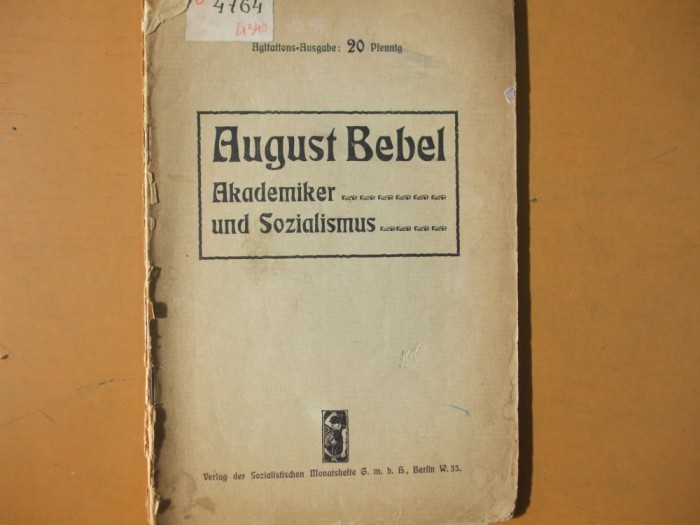 4764
Agitations-Ausgabe: 20 Pfennig
August Bebel
Akademiker
und Sozialismus
Verlag der Sozialistischen Monatshefte G. m. b. H., Berlin W. 35.